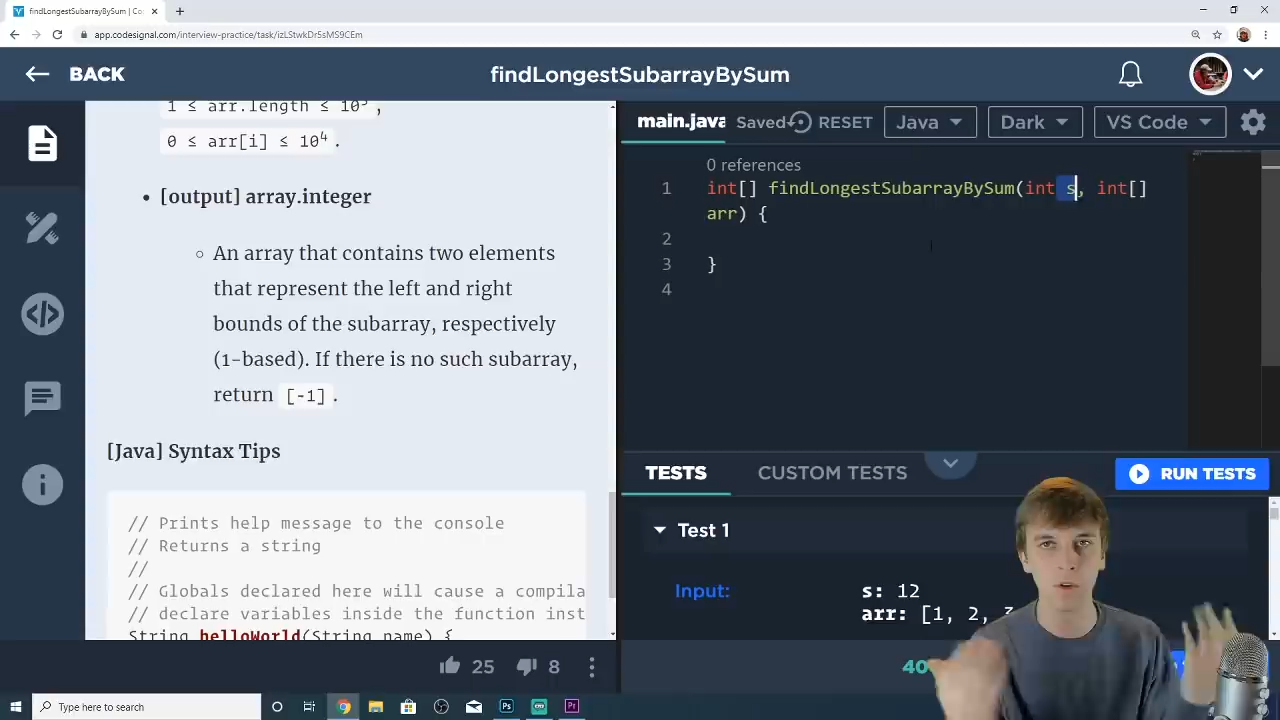 findLongestSubarrayBySum | Co
app.codesignal.com/interview-practice/task/izLStwkDr5sMS9CEm
BACK
findLongestSubarrayBySum
1 ≤ arr.length ≤ 10⁵,
0 ≤ arr[i] ≤ 10⁴.
• [output] array.integer
An array that contains two elements
that represent the left and right
bounds of the subarray, respectively
(1-based). If there is no such subarray,
return [-1].
[Java] Syntax Tips
// Prints help message to the console
// Returns a string
//
// Globals declared here will cause a compila
// declare variables inside the function inst
String helloWorld(String name) {
25
8
main.java
Saved
RESET
Java
Dark
VS Code
0 references
1 int[] findLongestSubarrayBySum(int s, int[]
arr) {
2
3 }
4
TESTS
CUSTOM TESTS
RUN TESTS
Test 1
Input:
s: 12
arr: [1, 2, 3
Type here to search